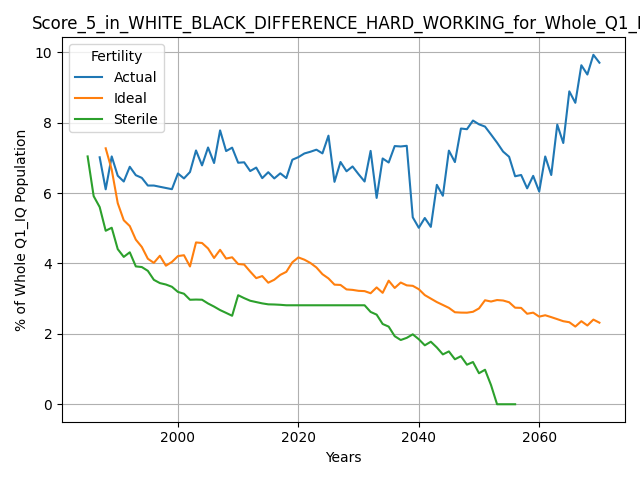 Score_5_in_WHITE_BLACK_DIFFERENCE_HARD_WORKING_for_Whole_Q1_I
Fertility
Actual
Ideal
Sterile
% of Whole Q1_IQ Population
10
8
6
4
2
0
2000 2020 2040 2060
Years